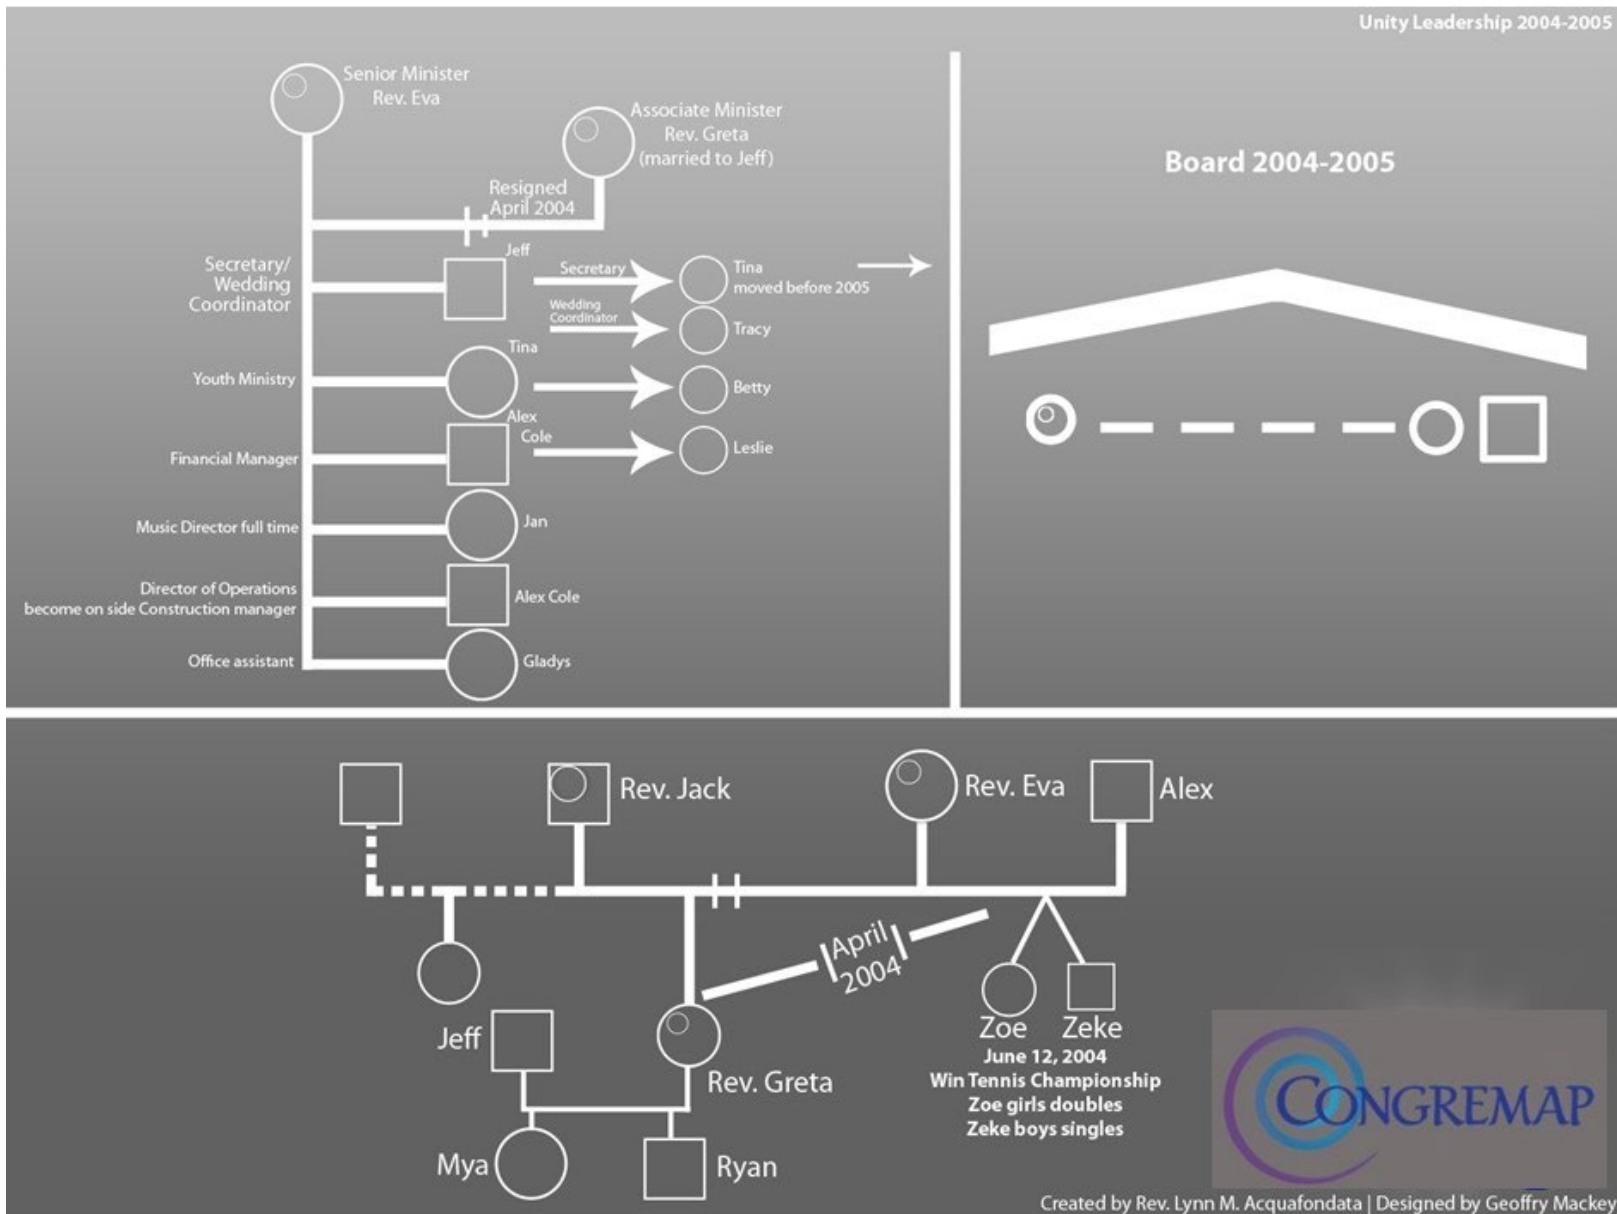 Unity Leadership 2004-2005
Senior Minister
Rev. Eva
Associate Minister
Rev. Greta
(married to Jeff)
Resigned
April 2004
Secretary/
Wedding
Coordinator
Jeff
Secretary
Tina
moved before 2005
Wedding
Coordinator
Tracy
Youth Ministry
Tina
Betty
Financial Manager
Alex
Cole
Leslie
Music Director full time
Jan
Director of Operations
become on side Construction manager
Alex Cole
Office assistant
Gladys
Board 2004-2005
Rev. Jack
Rev. Eva
Alex
April
2004
Jeff
Rev. Greta
Mya
Ryan
Zoe
Zeke
June 12, 2004
Win Tennis Championship
Zoe girls doubles
Zeke boys singles
CONGREMAP
Created by Rev. Lynn M. Acquafondata | Designed by Geoffry Mackey